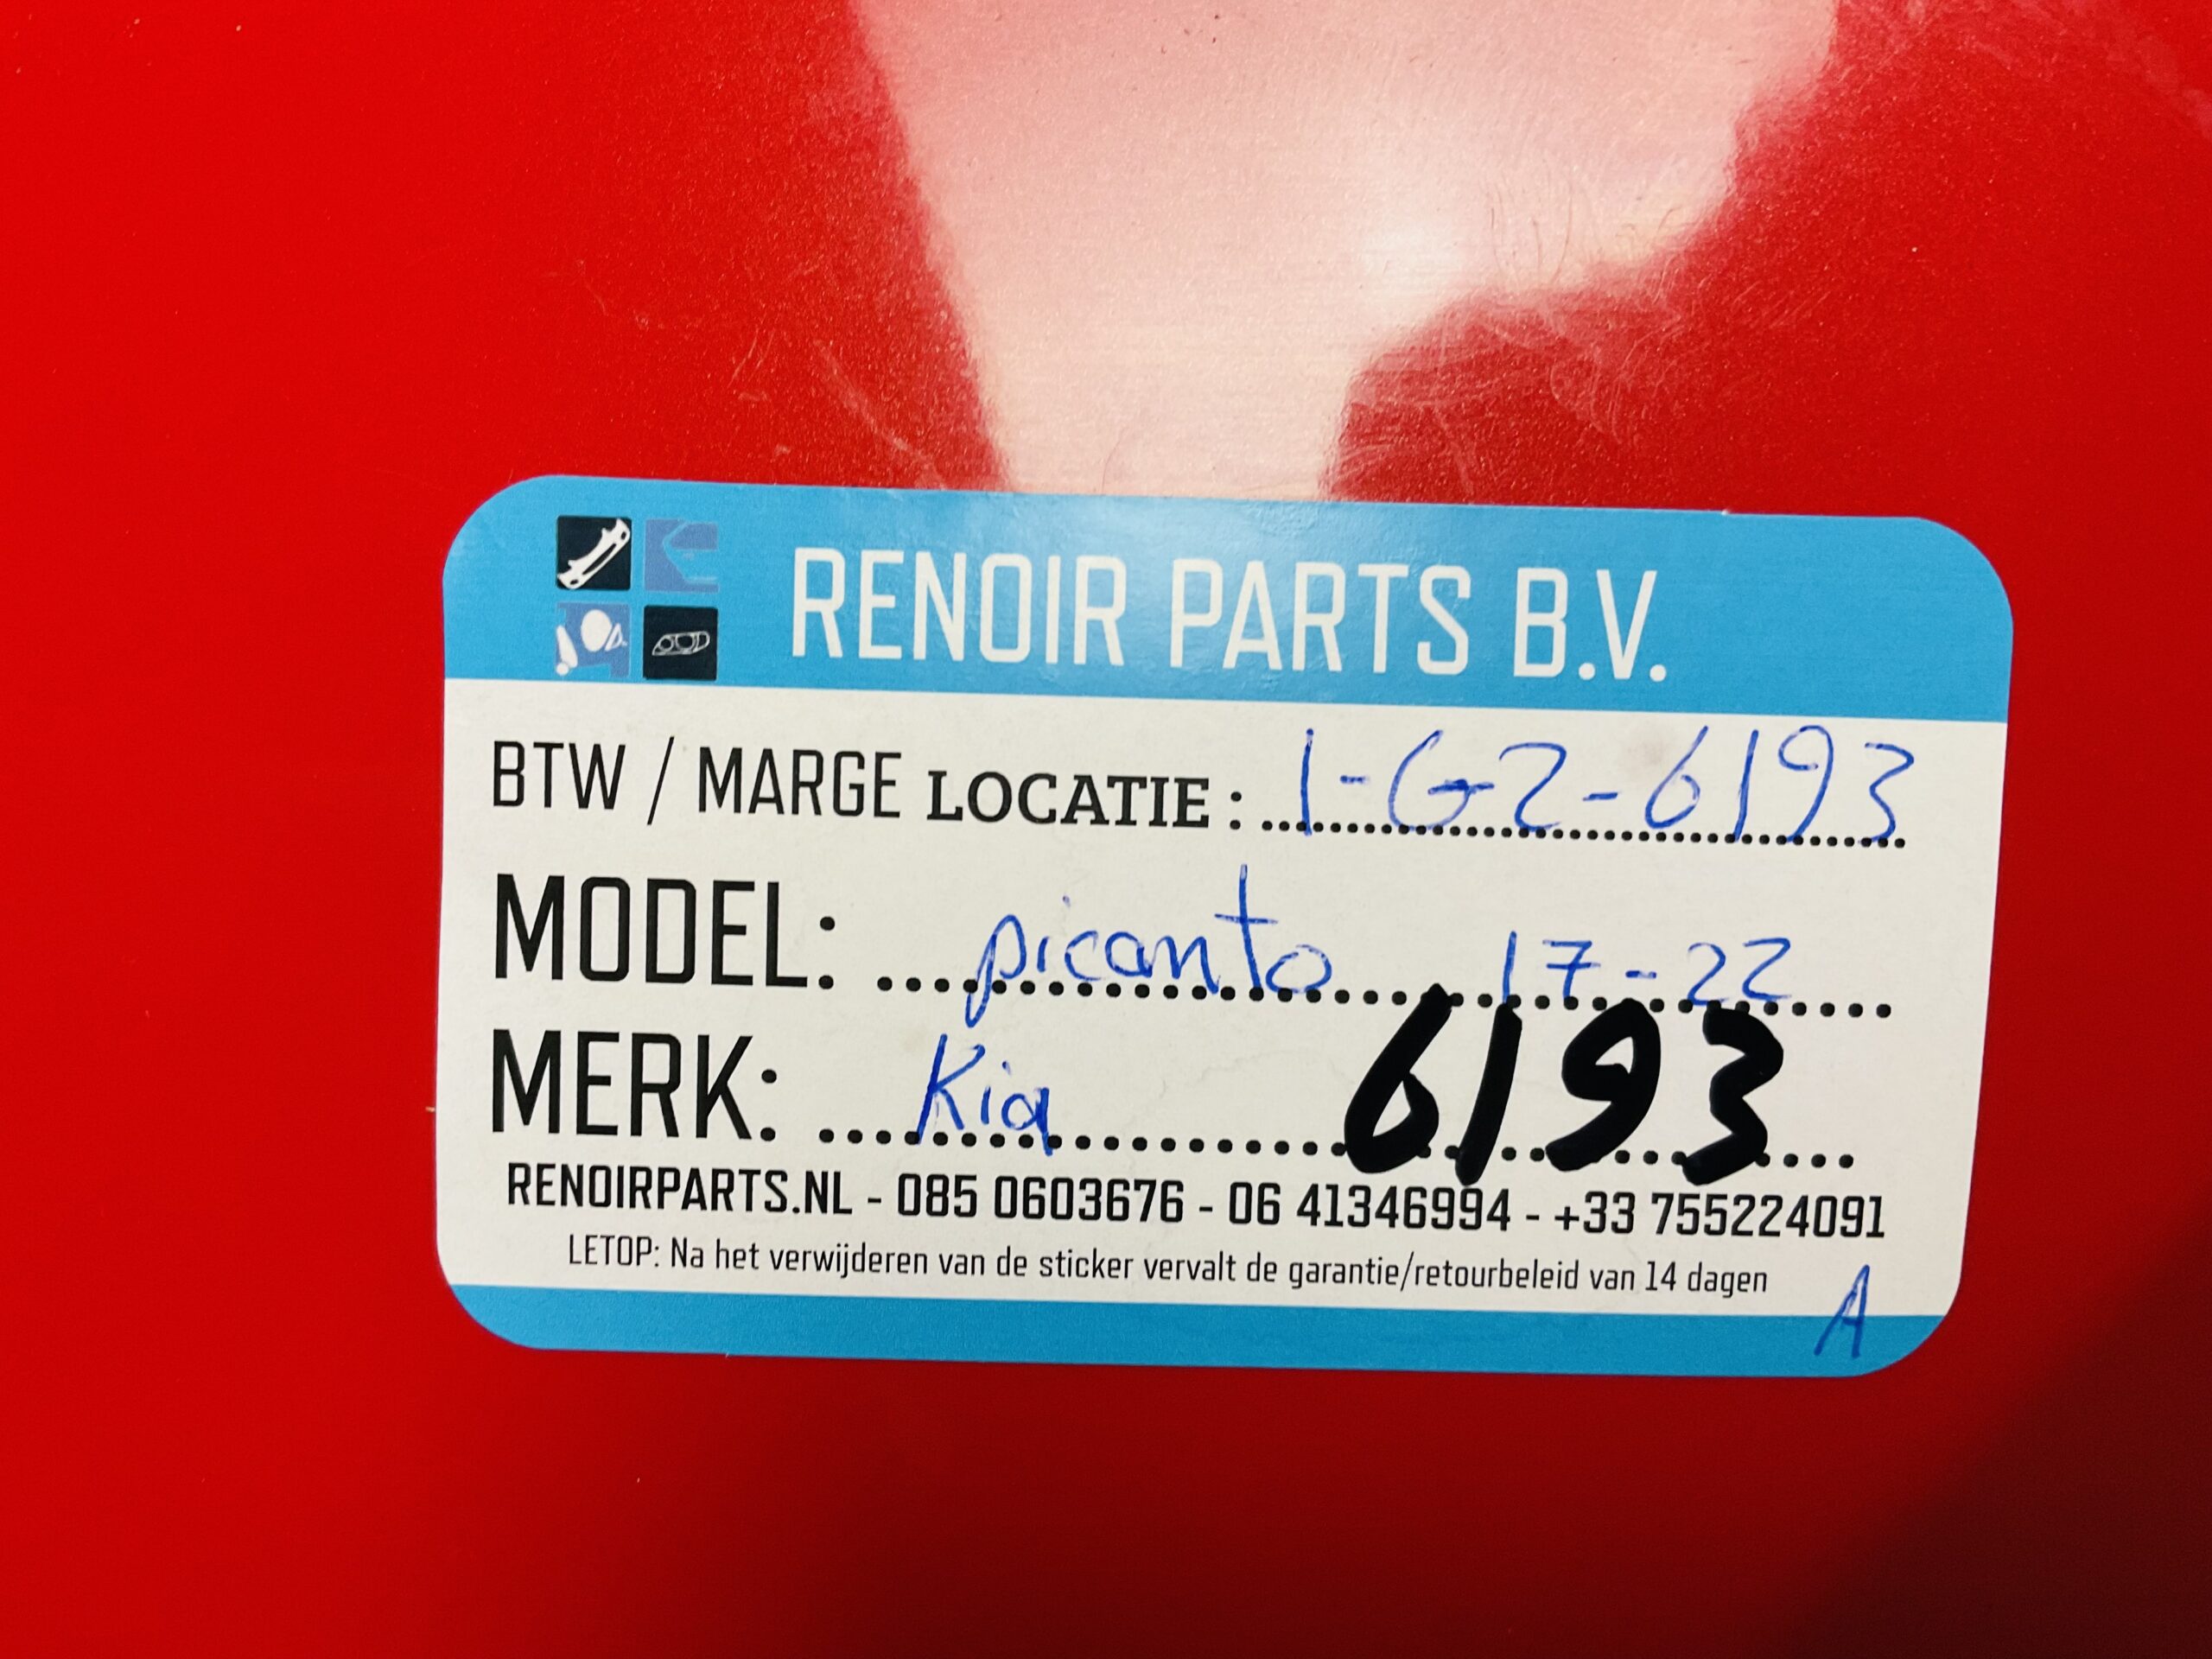 RENOIR PARTS B.V.
BTW / MARGE LOCATIE : 1-G2-6193
MODEL: picanto 17-22
MERK: Kia 6193
RENOIRPARTS.NL - 085 0603676 - 06 41346994 - +33 755224091
LETOP: Na het verwijderen van de sticker vervalt de garantie/retourbeleid van 14 dagen
A